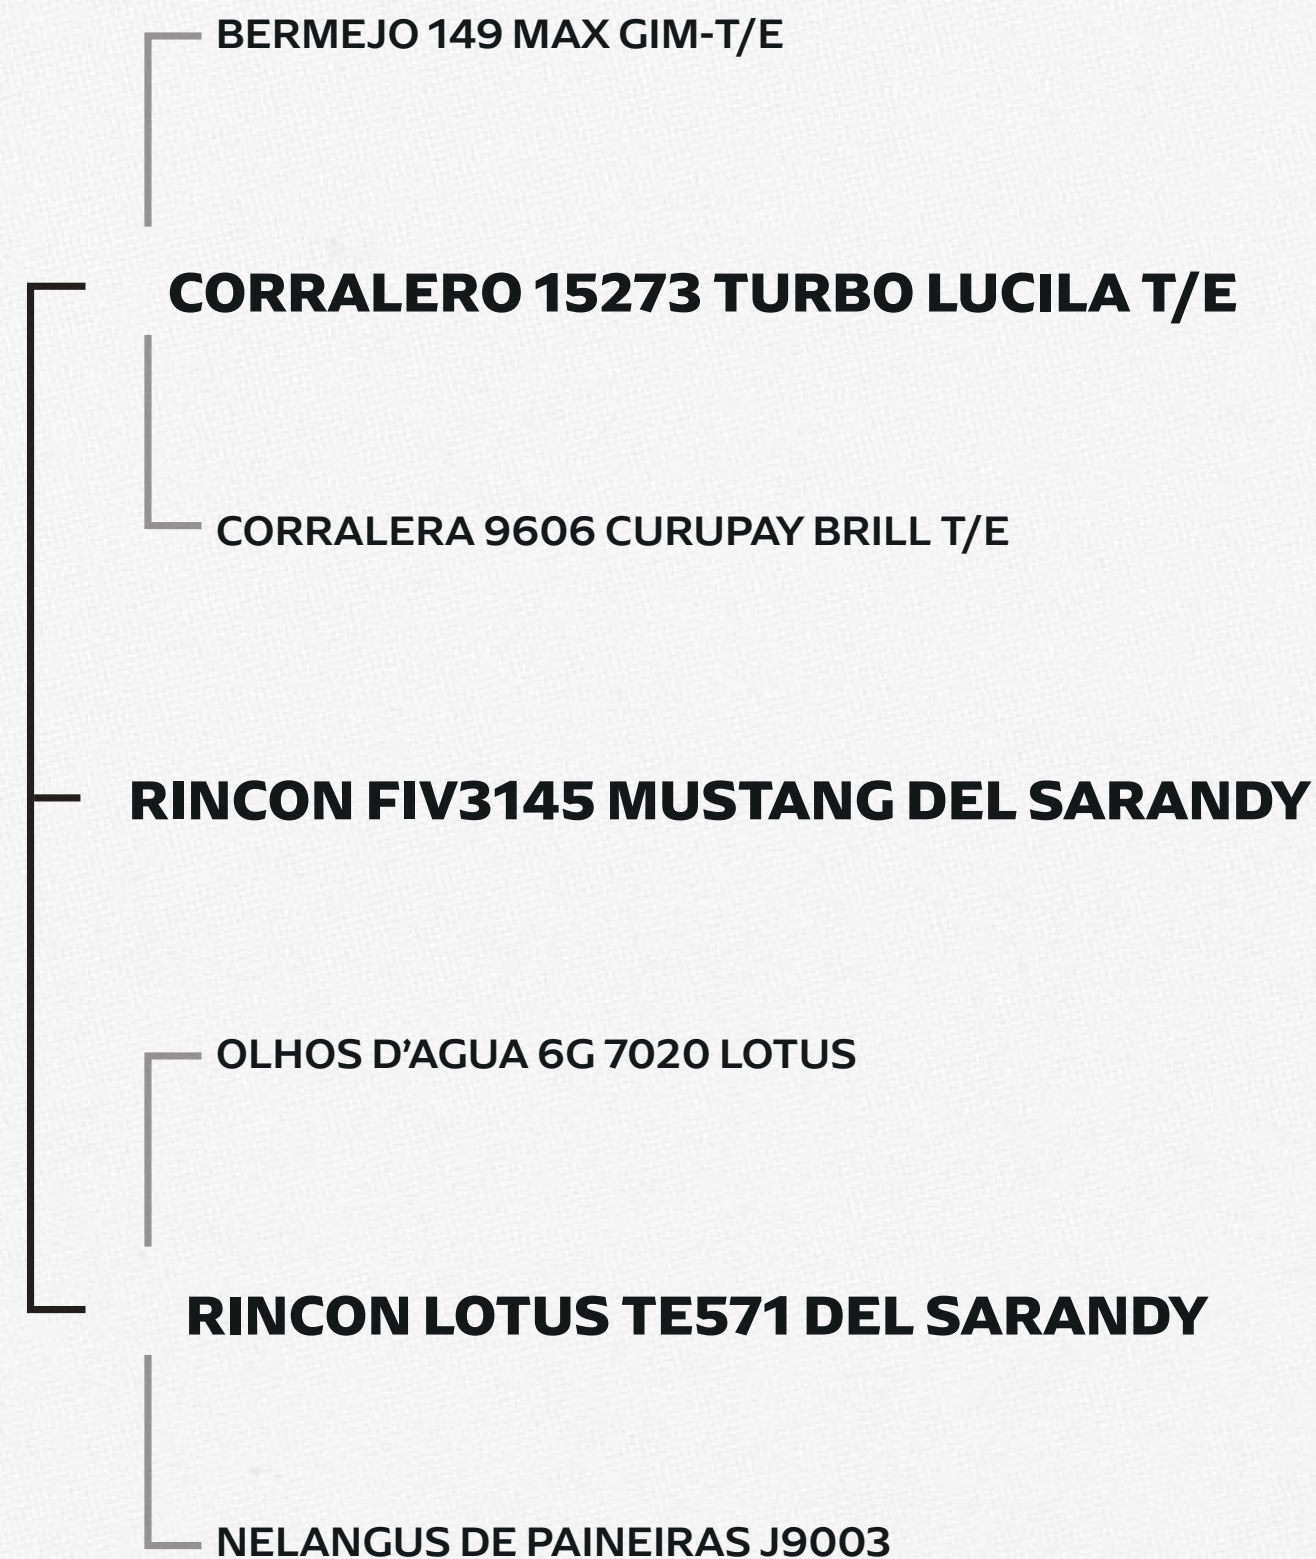 BERMEJO 149 MAX GIM-T/E
CORRALERO 15273 TURBO LUCILA T/E
CORRALERA 9606 CURUPAY BRILL T/E
RINCON FIV3145 MUSTANG DEL SARANDY
OLHOS D’AGUA 6G 7020 LOTUS
RINCON LOTUS TE571 DEL SARANDY
NELANGUS DE PAINEIRAS J9003